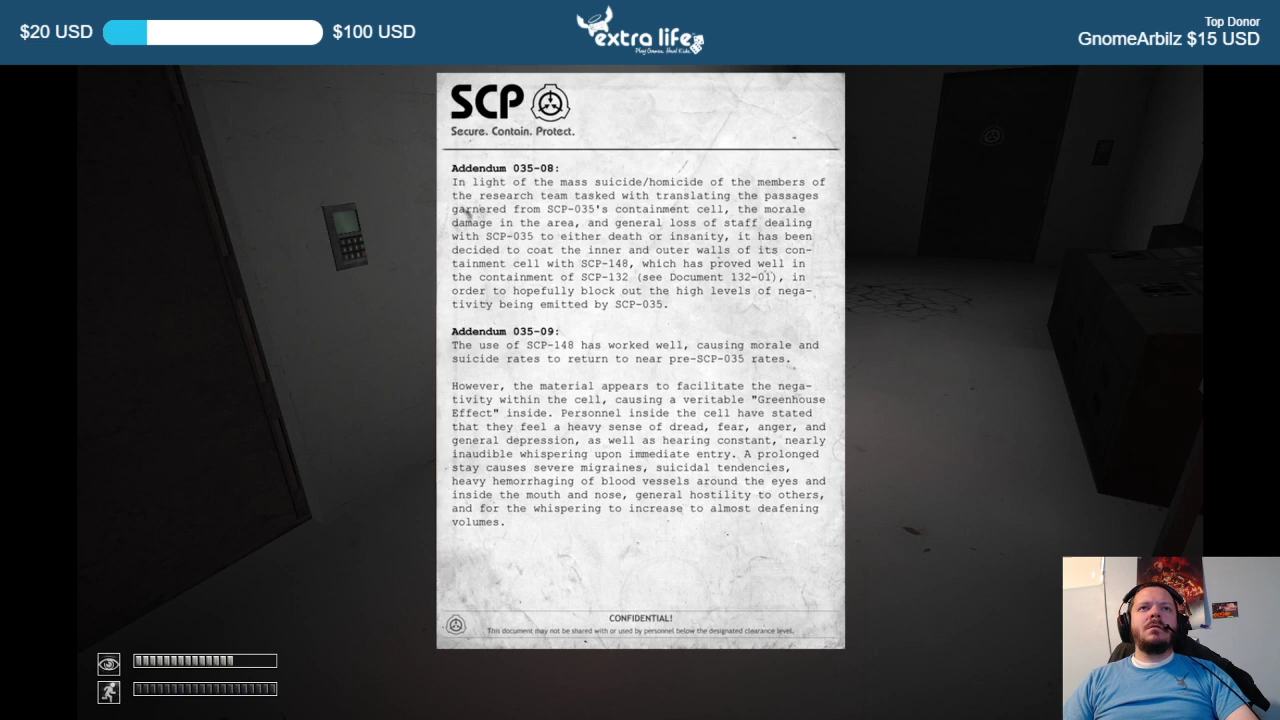 $20 USD
$100 USD
extra life
Play Games. Heal Kids.
Top Donor
GnomeArbilz $15 USD
SCP
Secure. Contain. Protect.
Addendum 035-08:
In light of the mass suicide/homicide of the members of
the research team tasked with translating the passages
garnered from SCP-035's containment cell, the morale
damage in the area, and general loss of staff dealing
with SCP-035 to either death or insanity, it has been
decided to coat the inner and outer walls of its con-
tainment cell with SCP-148, which has proved well in
the containment of SCP-132 (see Document 132-01), in
order to hopefully block out the high levels of nega-
tivity being emitted by SCP-035.
Addendum 035-09:
The use of SCP-148 has worked well, causing morale and
suicide rates to return to near pre-SCP-035 rates.
However, the material appears to facilitate the nega-
tivity within the cell, causing a veritable "Greenhouse
Effect" inside. Personnel inside the cell have stated
that they feel a heavy sense of dread, fear, anger, and
general depression, as well as hearing constant, nearly
inaudible whispering upon immediate entry. A prolonged
stay causes severe migraines, suicidal tendencies,
heavy hemorrhaging of blood vessels around the eyes and
inside the mouth and nose, general hostility to others,
and for the whispering to increase to almost deafening
volumes.
CONFIDENTIAL!
This document may not be shared with or used by personnel below the designated clearance level.